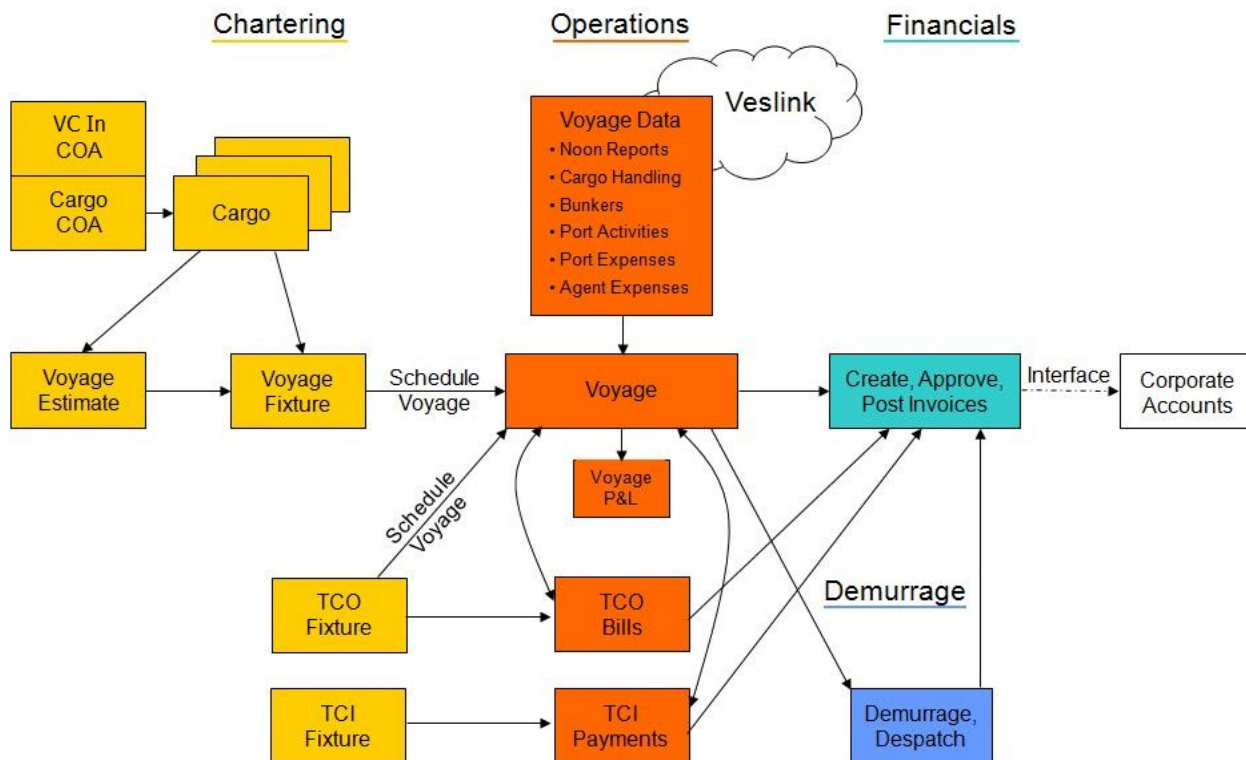 Chartering
Operations
Financials
Veslink
VC In
COA
Cargo
COA
Cargo
Voyage Data
• Noon Reports
• Cargo Handling
• Bunkers
• Port Activities
• Port Expenses
• Agent Expenses
Voyage
Estimate
Voyage
Fixture
Schedule
Voyage
Voyage
Create, Approve,
Post Invoices
Interface
Corporate
Accounts
Voyage
P&L
Schedule
Voyage
TCO
Fixture
TCO
Bills
Demurrage
TCI
Fixture
TCI
Payments
Demurrage,
Despatch